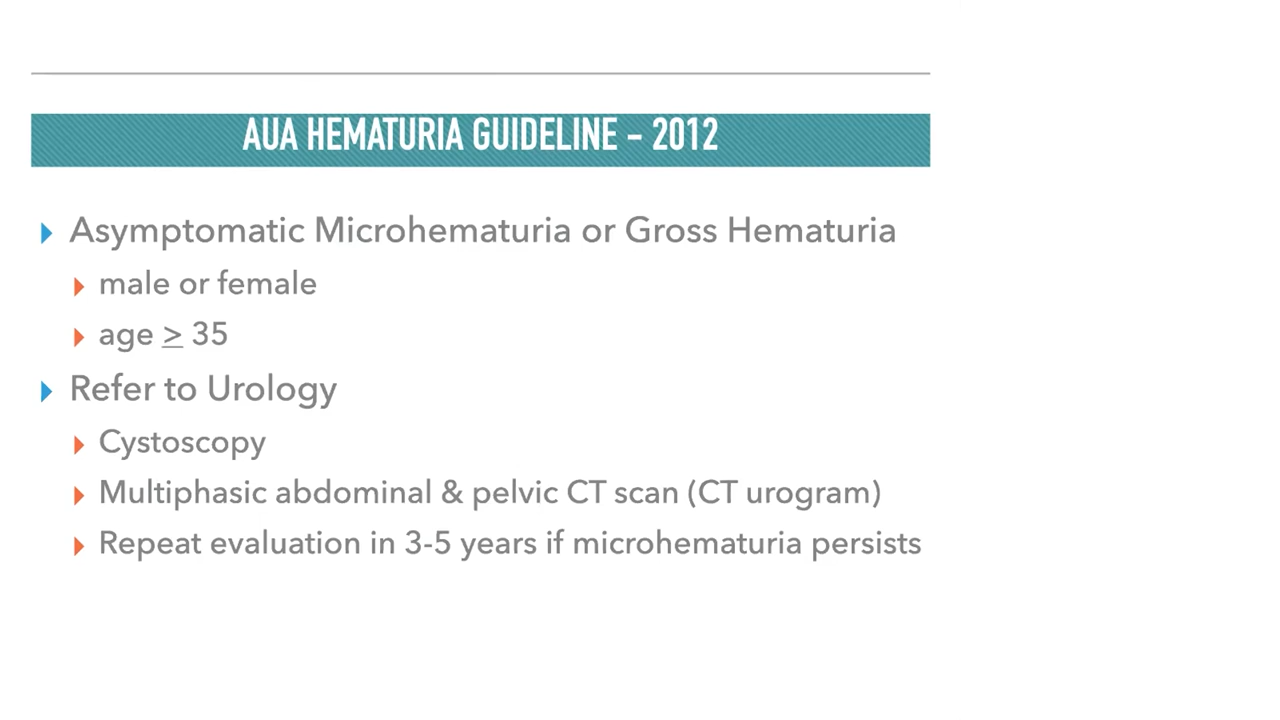 AUA HEMATURIA GUIDELINE – 2012
Asymptomatic Microhematuria or Gross Hematuria
male or female
age ≥ 35
Refer to Urology
Cystoscopy
Multiphasic abdominal & pelvic CT scan (CT urogram)
Repeat evaluation in 3-5 years if microhematuria persists